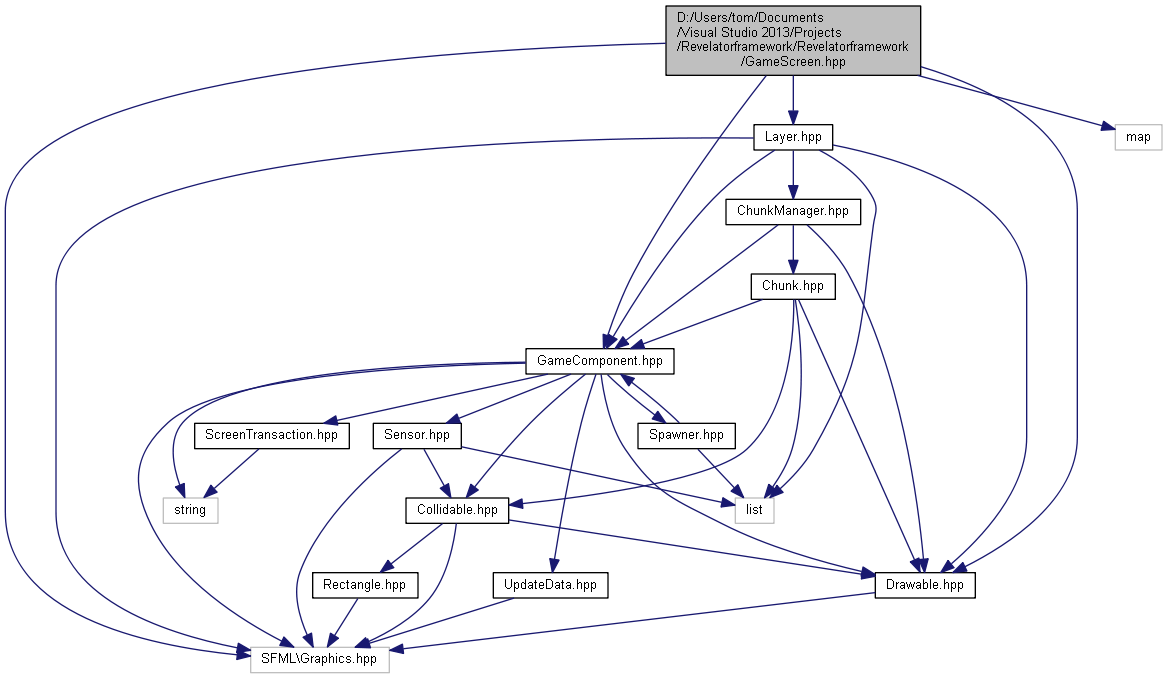 D:/Users/tom/Documents
/Visual Studio 2013/Projects
/Revelatorframework/Revelatorframework
/GameScreen.hpp
Layer.hpp
map
ChunkManager.hpp
Chunk.hpp
GameComponent.hpp
ScreenTransaction.hpp
Sensor.hpp
Spawner.hpp
string
Collidable.hpp
list
Rectangle.hpp
UpdateData.hpp
Drawable.hpp
SFML\Graphics.hpp